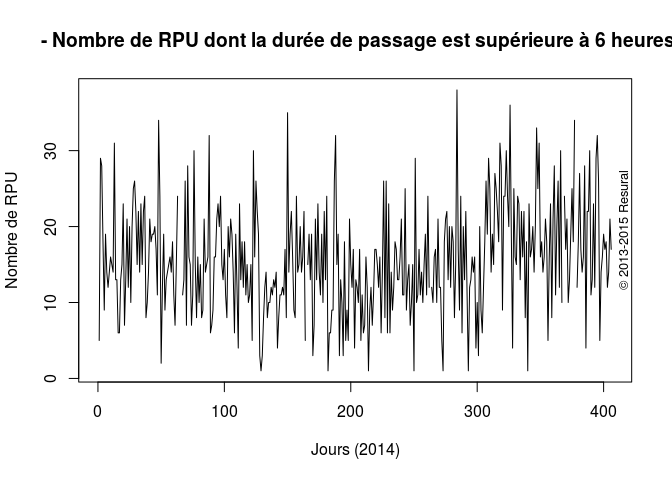 - Nombre de RPU dont la durée de passage est supérieure à 6 heures
Nombre de RPU
30
20
10
0
© 2013-2015 Resural
0 100 200 300 400
Jours (2014)